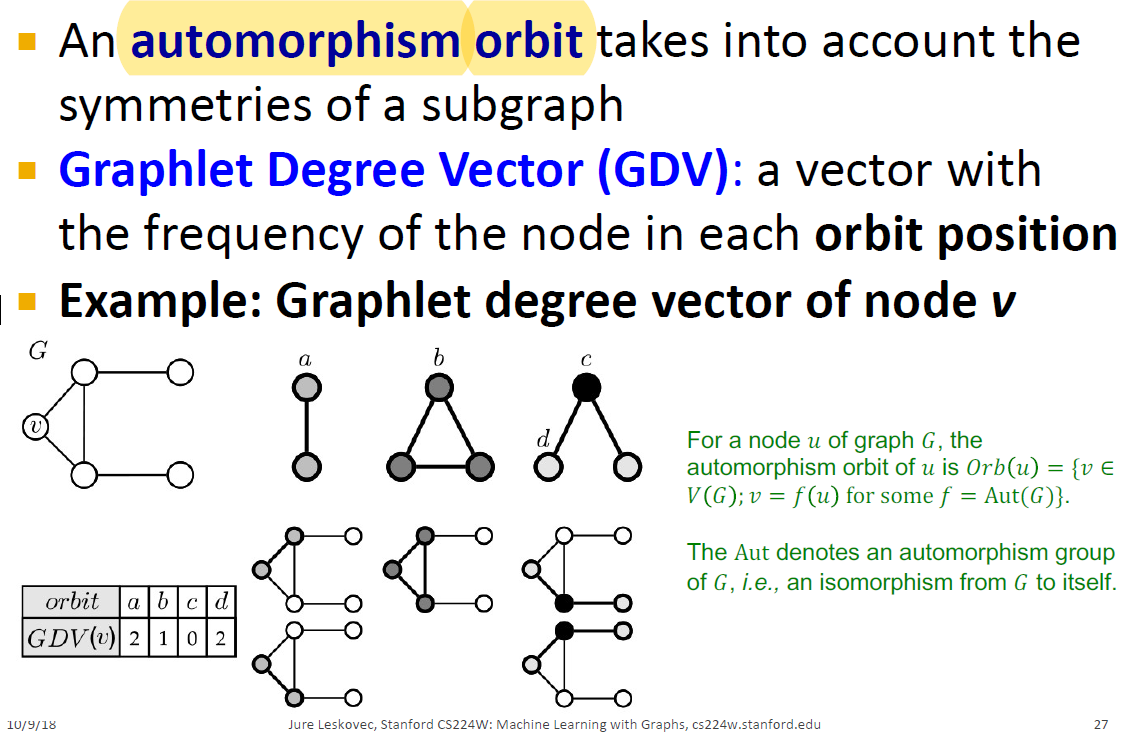 An automorphism orbit takes into account the
symmetries of a subgraph
Graphlet Degree Vector (GDV): a vector with
the frequency of the node in each orbit position
Example: Graphlet degree vector of node v
G
v
a
b
c
d
For a node u of graph G, the
automorphism orbit of u is Orb(u) = {v ∈
V(G); v = f(u) for some f = Aut(G)}.
The Aut denotes an automorphism group
of G, i.e., an isomorphism from G to itself.
orbit a b c d
GDV(v) 2 1 0 2
10/9/18
Jure Leskovec, Stanford CS224W: Machine Learning with Graphs, cs224w.stanford.edu
27